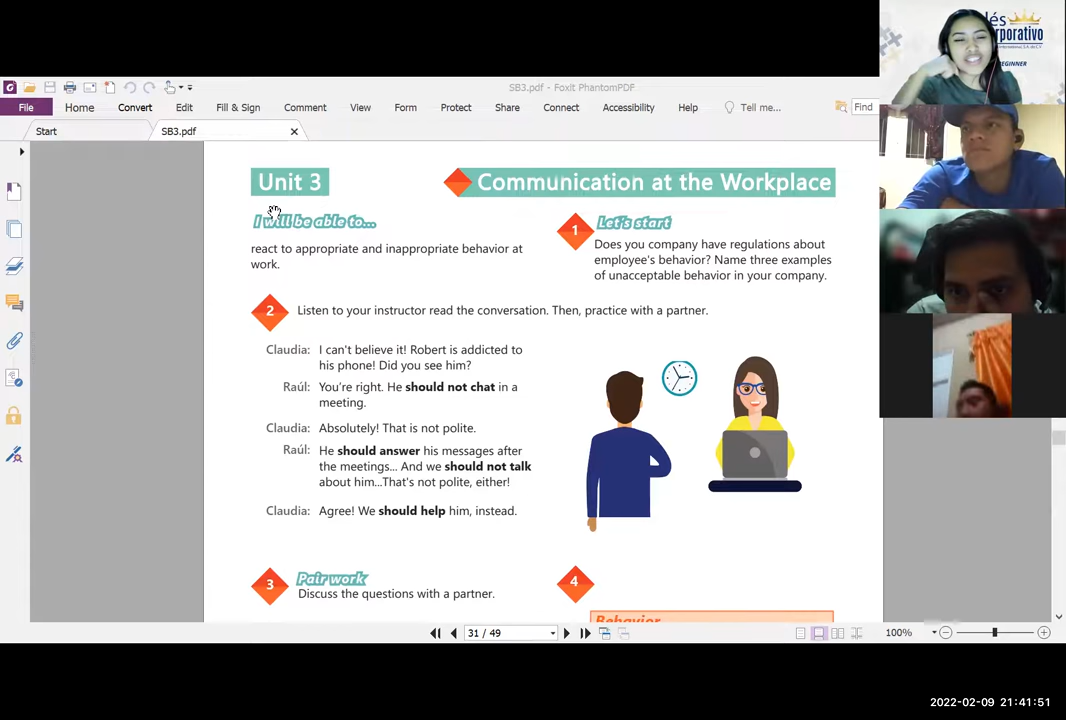 és
rporativo
International, S.A. de C.V.
EGINNER
SB3.pdf - Foxit PhantomPDF
File Home Convert Edit Fill & Sign Comment View Form Protect Share Connect Accessibility Help Tell me... Find
Start SB3.pdf
Unit 3
Communication at the Workplace
I will be able to...
react to appropriate and inappropriate behavior at
work.
1 Let's start
Does you company have regulations about
employee's behavior? Name three examples
of unacceptable behavior in your company.
2 Listen to your instructor read the conversation. Then, practice with a partner.
Claudia: I can't believe it! Robert is addicted to
his phone! Did you see him?
Raúl: You're right. He should not chat in a
meeting.
Claudia: Absolutely! That is not polite.
Raúl: He should answer his messages after
the meetings... And we should not talk
about him...That's not polite, either!
Claudia: Agree! We should help him, instead.
3 Pair work
Discuss the questions with a partner.
4
Behavior
31 / 49
100%
2022-02-09 21:41:51